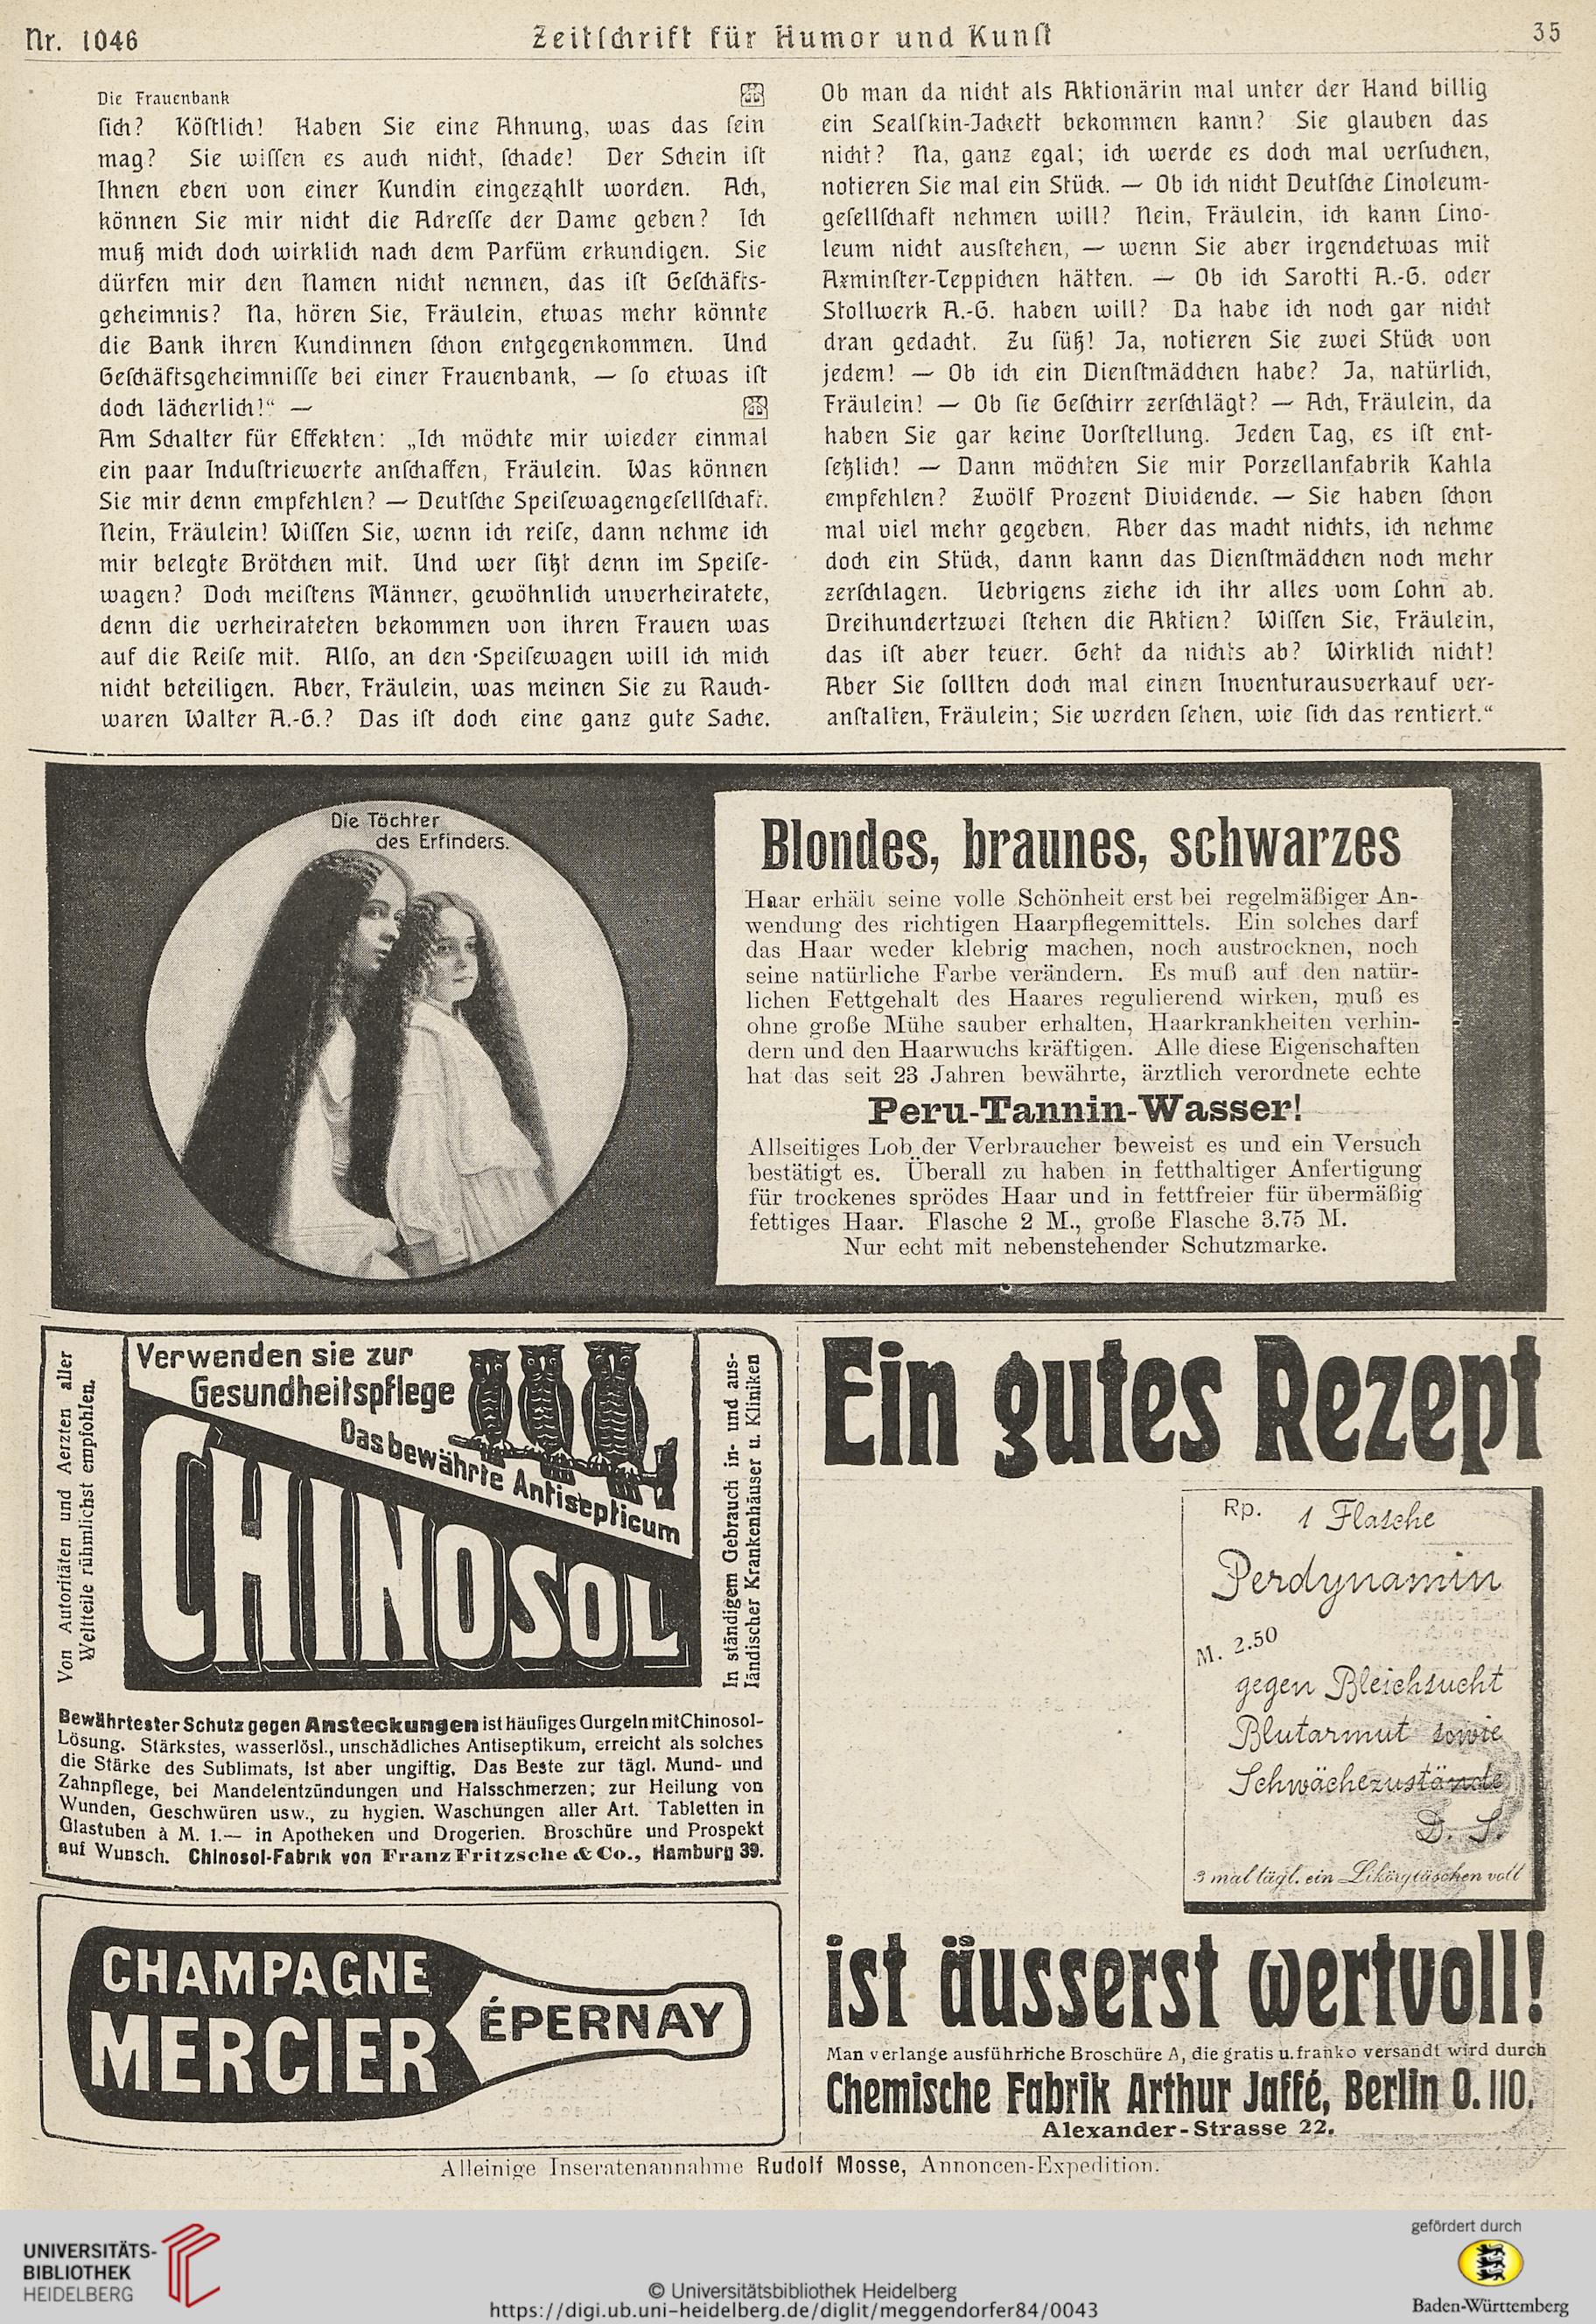 Nr. 1046
Zeitschrift für Humor und Kunst
35
Die Frauenbank
sich? Köstlich! Haben Sie eine Ahnung, was das sein
mag? Sie wissen es auch nicht, schade! Der Schein ist
Ihnen eben von einer Kundin eingezahlt worden. Ach,
können Sie mir nicht die Adresse der Dame geben? Ich
muß mich doch wirklich nach dem Parfüm erkundigen. Sie
dürfen mir den Namen nicht nennen, das ist Geschäfts-
geheimnis? Na, hören Sie, Fräulein, etwas mehr könnte
die Bank ihren Kundinnen schon entgegenkommen. Und
Geschäftsgeheimnisse bei einer Frauenbank, — so etwas ist
doch lächerlich!“ —
Am Schalter für Effekten: „Ich möchte mir wieder einmal
ein paar Industriewerte anschaffen, Fräulein. Was können
Sie mir denn empfehlen? — Deutsche Speisewagengesellschaft.
Nein, Fräulein! Wissen Sie, wenn ich reise, dann nehme ich
mir belegte Brötchen mit. Und wer sitzt denn im Speise-
wagen? Doch meistens Männer, gewöhnlich unverheiratete,
denn die verheirateten bekommen von ihren Frauen was
auf die Reise mit. Also, an den Speisewagen will ich mich
nicht beteiligen. Aber, Fräulein, was meinen Sie zu Rauch-
waren Walter A.-G.? Das ist doch eine ganz gute Sache.
Ob man da nicht als Aktionärin mal unter der Hand billig
ein Sealskin-Jackett bekommen kann? Sie glauben das
nicht? Na, ganz egal; ich werde es doch mal versuchen,
notieren Sie mal ein Stück. — Ob ich nicht Deutsche Linoleum-
gesellschaft nehmen will? Nein, Fräulein, ich kann Lino-
leum nicht ausstehen, — wenn Sie aber irgendetwas mit
Axminster-Teppichen hätten. — Ob ich Sarotti A.-G. oder
Stollwerk A.-G. haben will? Da habe ich noch gar nicht
dran gedacht. Zu süß! Ja, notieren Sie zwei Stück von
jedem! — Ob ich ein Dienstmädchen habe? Ja, natürlich,
Fräulein! — Ob sie Geschirr zerschlägt? — Ach, Fräulein, da
haben Sie gar keine Vorstellung. Jeden Tag, es ist ent-
setzlich! — Dann möchten Sie mir Porzellanfabrik Kahla
empfehlen? Zwölf Prozent Dividende. — Sie haben schon
mal viel mehr gegeben. Aber das macht nichts, ich nehme
doch ein Stück, dann kann das Dienstmädchen noch mehr
zerschlagen. Uebrigens ziehe ich ihr alles vom Lohn ab.
Dreihundertzwei stehen die Aktien? Wissen Sie, Fräulein,
das ist aber teuer. Geht da nichts ab? Wirklich nicht!
Aber Sie sollten doch mal einen Inventurausverkauf ver-
anstalten, Fräulein; Sie werden sehen, wie sich das rentiert.“
Die Töchter
des Erfinders.
Blondes, braunes, schwarzes
Haar erhält seine volle Schönheit erst bei regelmäßiger An-
wendung des richtigen Haarpflegemittels. Ein solches darf
das Haar weder klebrig machen, noch austrocknen, noch
seine natürliche Farbe verändern. Es muß auf den natür-
lichen Fettgehalt des Haares regulierend wirken, muß es
ohne große Mühe sauber erhalten, Haarkrankheiten verhin-
dern und den Haarwuchs kräftigen. Alle diese Eigenschaften
hat das seit 23 Jahren bewährte, ärztlich verordnete echte
Peru-Tannin-Wasser!
Allseitiges Lob der Verbraucher beweist es und ein Versuch
bestätigt es. Überall zu haben in fetthaltiger Anfertigung
für trockenes sprödes Haar und in fettfreier für übermäßig
fettiges Haar. Flasche 2 M., große Flasche 3.75 M.
Nur echt mit nebenstehender Schutzmarke.
Von Autoritäten und Aerzten aller
Weltteile rühmlichst empfohlen.
Verwenden sie zur
Gesundheitspflege
Das bewährte Antisepticum
CHINOSOL
In ständigem Gebrauch in- und aus-
ländischer Krankenhäuser u. Kliniken
Bewährtester Schutz gegen Ansteckungen ist häufiges Gurgeln mit Chinosol-
Lösung. Stärkstes, wasserlösl., unschädliches Antiseptikum, erreicht als solches
die Stärke des Sublimats, ist aber ungiftig. Das Beste zur tägl. Mund- und
Zahnpflege, bei Mandelentzündungen und Halsschmerzen; zur Heilung von
Wunden, Geschwüren usw., zu hygien. Waschungen aller Art. Tabletten in
Glastuben à M. 1.— in Apotheken und Drogerien. Broschüre und Prospekt
auf Wunsch. Chinosol-Fabrik von Franz Fritzsche & Co., Hamburg 39.
CHAMPAGNE
MERCIER
ÉPERNAY
Ein gutes Rezept
Rp. 1 Flasche
Perdynamin
M. 2.50
gegen Bleichsucht
Blutarmut sowie
Schwächezustände
D. S.
3 mal tägl. ein Likörgläschen voll
ist äusserst wertvoll!
Man verlange ausführliche Broschüre A, die gratis u. franko versandt wird durch
Chemische Fabrik Arthur Jaffé, Berlin O. 110.
Alexander-Strasse 22.
Alleinige Inseratenannahme Rudolf Mosse, Annoncen-Expedition.
UNIVERSITÄTS-
BIBLIOTHEK
HEIDELBERG
© Universitätsbibliothek Heidelberg
https://digi.ub.uni-heidelberg.de/diglit/meggendorfer84/0043
gefördert durch
Baden-Württemberg